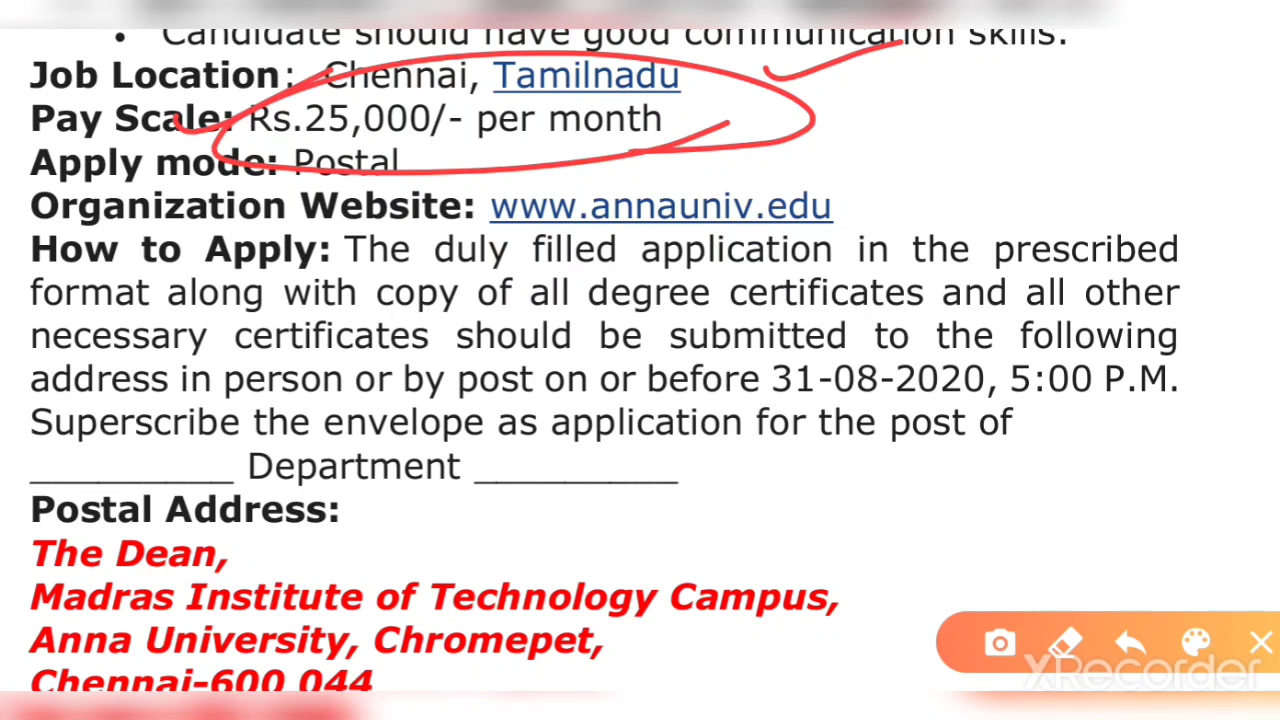 • Candidate should have good communication skills.
Job Location: Chennai, Tamilnadu
Pay Scale: Rs.25,000/- per month
Apply mode: Postal
Organization Website: www.annauniv.edu
How to Apply: The duly filled application in the prescribed
format along with copy of all degree certificates and all other
necessary certificates should be submitted to the following
address in person or by post on or before 31-08-2020, 5:00 P.M.
Superscribe the envelope as application for the post of
__________ Department __________
Postal Address:
The Dean,
Madras Institute of Technology Campus,
Anna University, Chromepet,
Chennai-600 044
XRecorder